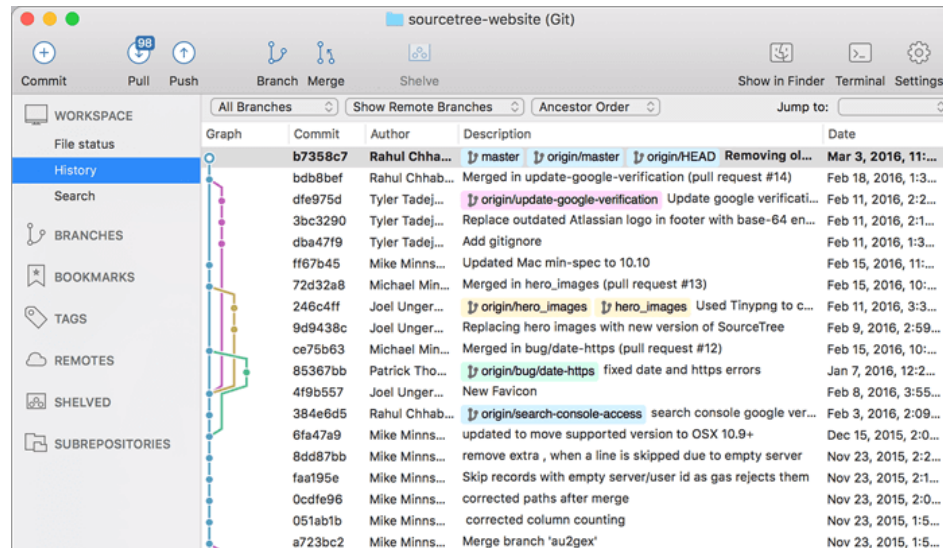 sourcetree-website (Git)
98
Commit Pull Push Branch Merge Shelve Show in Finder Terminal Settings
WORKSPACE
File status
History
Search
BRANCHES
BOOKMARKS
TAGS
REMOTES
SHELVED
SUBREPOSITORIES
All Branches Show Remote Branches Ancestor Order Jump to:
Graph Commit Author Description Date
b7358c7 Rahul Chha... master origin/master origin/HEAD Removing ol... Mar 3, 2016, 11:...
bdb8bef Rahul Chhab... Merged in update-google-verification (pull request #14) Feb 18, 2016, 1:3...
dfe975d Tyler Tadej... origin/update-google-verification Update google verificati... Feb 11, 2016, 2:2...
3bc3290 Tyler Tadej... Replace outdated Atlassian logo in footer with base-64 en... Feb 11, 2016, 2:1...
dba47f9 Tyler Tadej... Add gitignore Feb 11, 2016, 1:3...
ff67b45 Mike Minns... Updated Mac min-spec to 10.10 Feb 15, 2016, 11:...
72d32a8 Michael Min... Merged in hero_images (pull request #13) Feb 15, 2016, 10:...
246c4ff Joel Unger... origin/hero_images hero_images Used Tinypng to c... Feb 11, 2016, 3:3...
9d9438c Joel Unger... Replacing hero images with new version of SourceTree Feb 9, 2016, 2:59...
ce75b63 Michael Min... Merged in bug/date-https (pull request #12) Feb 15, 2016, 10:...
85367bb Patrick Tho... origin/bug/date-https fixed date and https errors Jan 7, 2016, 12:2...
4f9b557 Joel Unger... New Favicon Feb 8, 2016, 3:55...
384e6d5 Rahul Chhab... origin/search-console-access search console google ver... Feb 3, 2016, 2:09...
6fa47a9 Mike Minns... updated to move supported version to OSX 10.9+ Dec 15, 2015, 2:0...
8dd87bb Mike Minns... remove extra , when a line is skipped due to empty server Nov 23, 2015, 2:2...
faa195e Mike Minns... Skip records with empty server/user id as gas rejects them Nov 23, 2015, 2:1...
0cdfe96 Mike Minns... corrected paths after merge Nov 23, 2015, 2:0...
051ab1b Mike Minns... corrected column counting Nov 23, 2015, 1:5...
a723bc2 Mike Minns... Merge branch 'au2gex' Nov 23, 2015, 1:5...